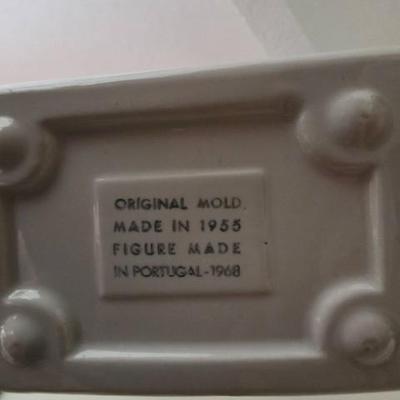 ORIGINAL MOLD
MADE IN 1955
FIGURE MADE
IN PORTUGAL-1968